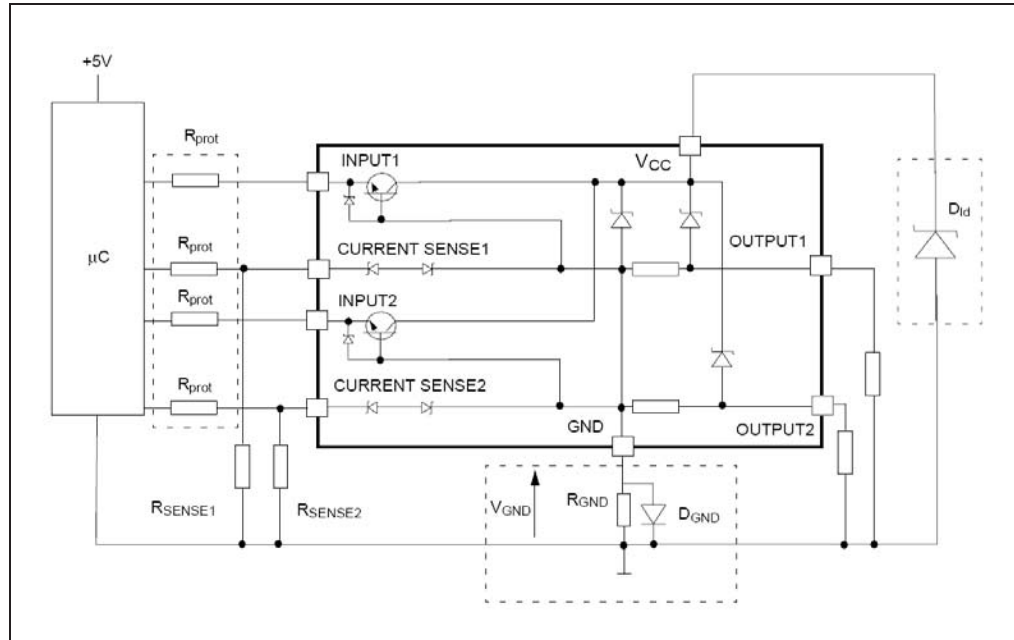 +5V
Rprot
INPUT1
VCC
Dld
μC
Rprot
CURRENT SENSE1
OUTPUT1
Rprot
INPUT2
Rprot
CURRENT SENSE2
GND
OUTPUT2
RSENSE1
RSENSE2
VGND
RGND
DGND